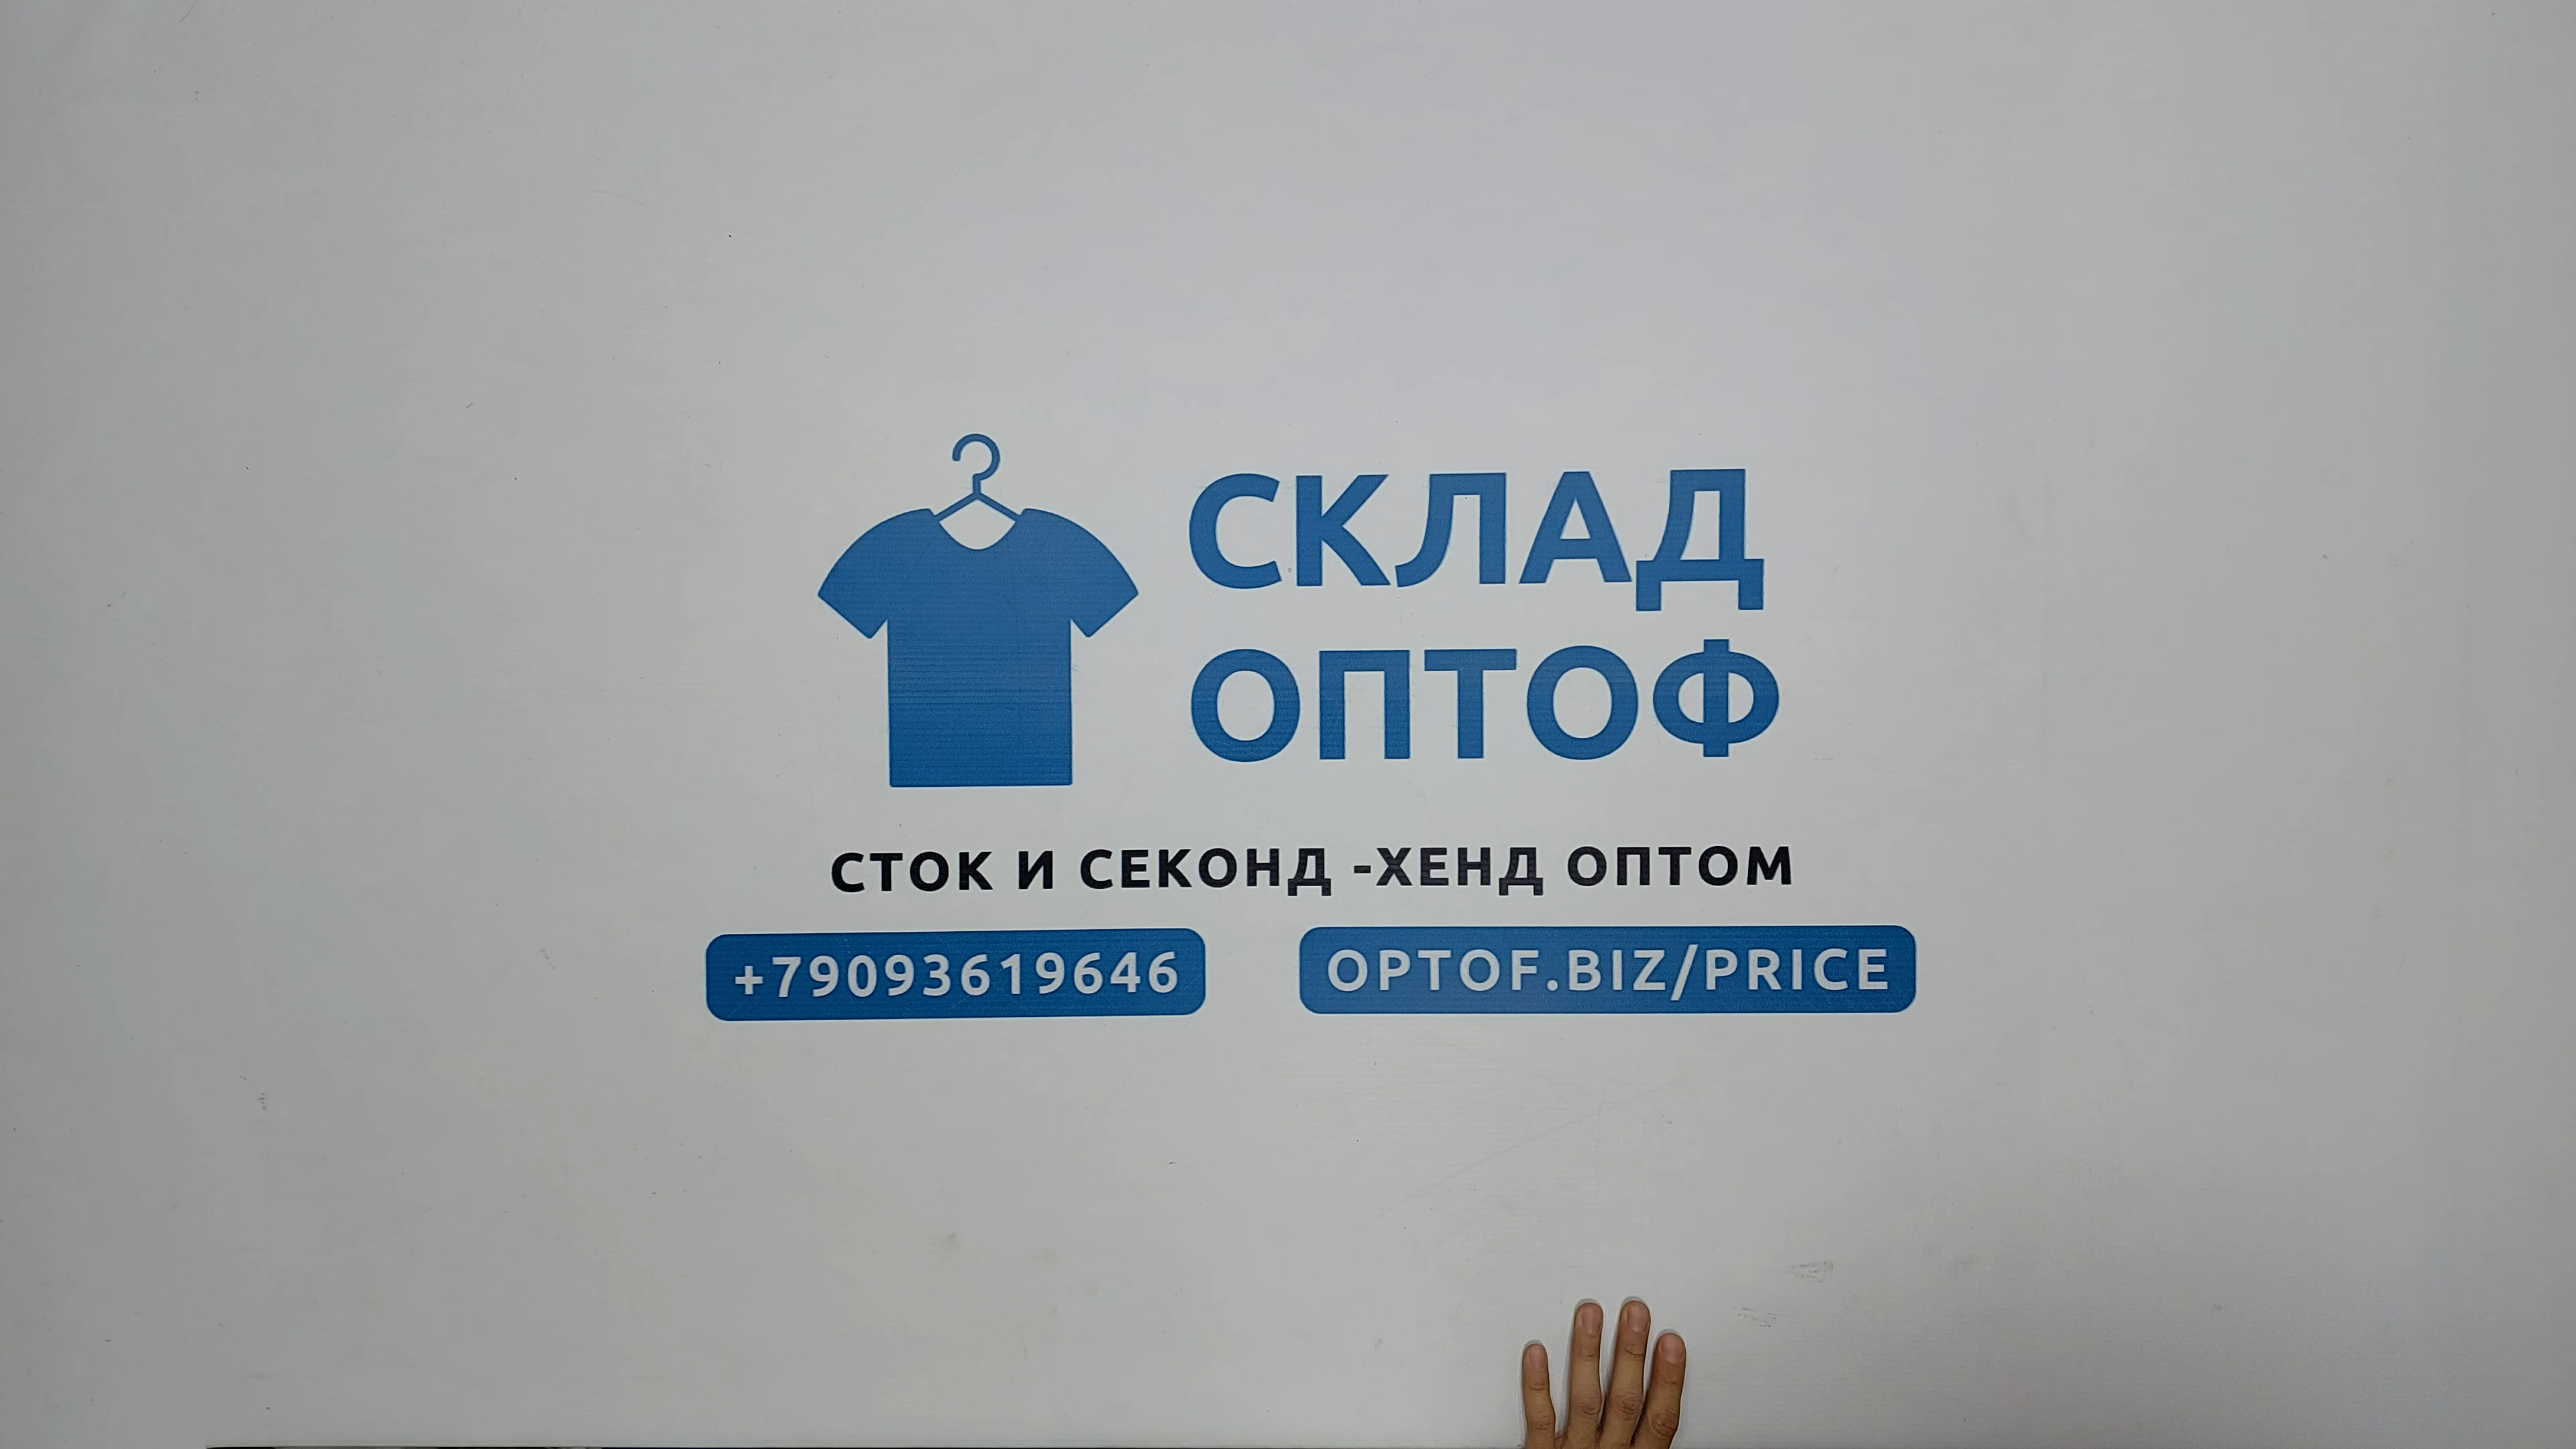 СКЛАД
ОПТОФ
СТОК И СЕКОНД -ХЕНД ОПТОМ
+79093619646
OPTOF.BIZ/PRICE